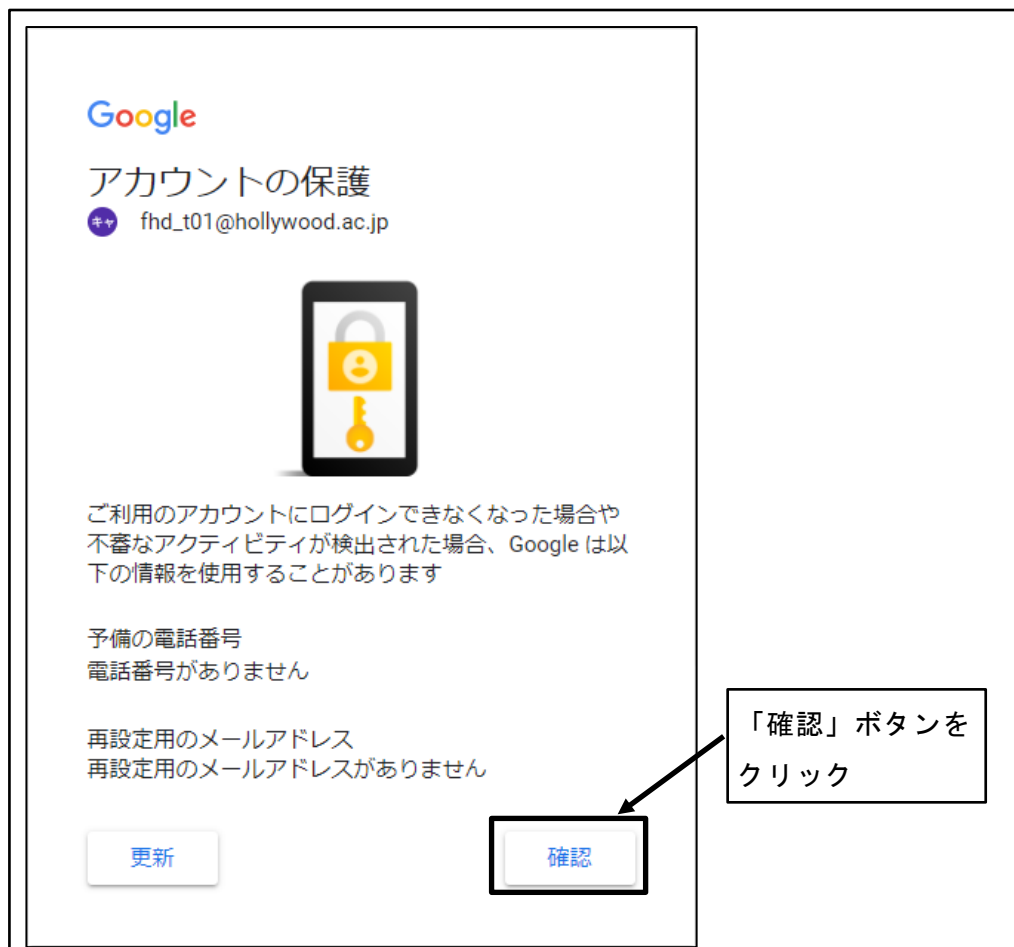 Google
アカウントの保護
キャ fhd_t01@hollywood.ac.jp
ご利用のアカウントにログインできなくなった場合や
不審なアクティビティが検出された場合、Google は以
下の情報を使用することがあります
予備の電話番号
電話番号がありません
再設定用のメールアドレス
再設定用のメールアドレスがありません
「確認」ボタンを
クリック
更新
確認